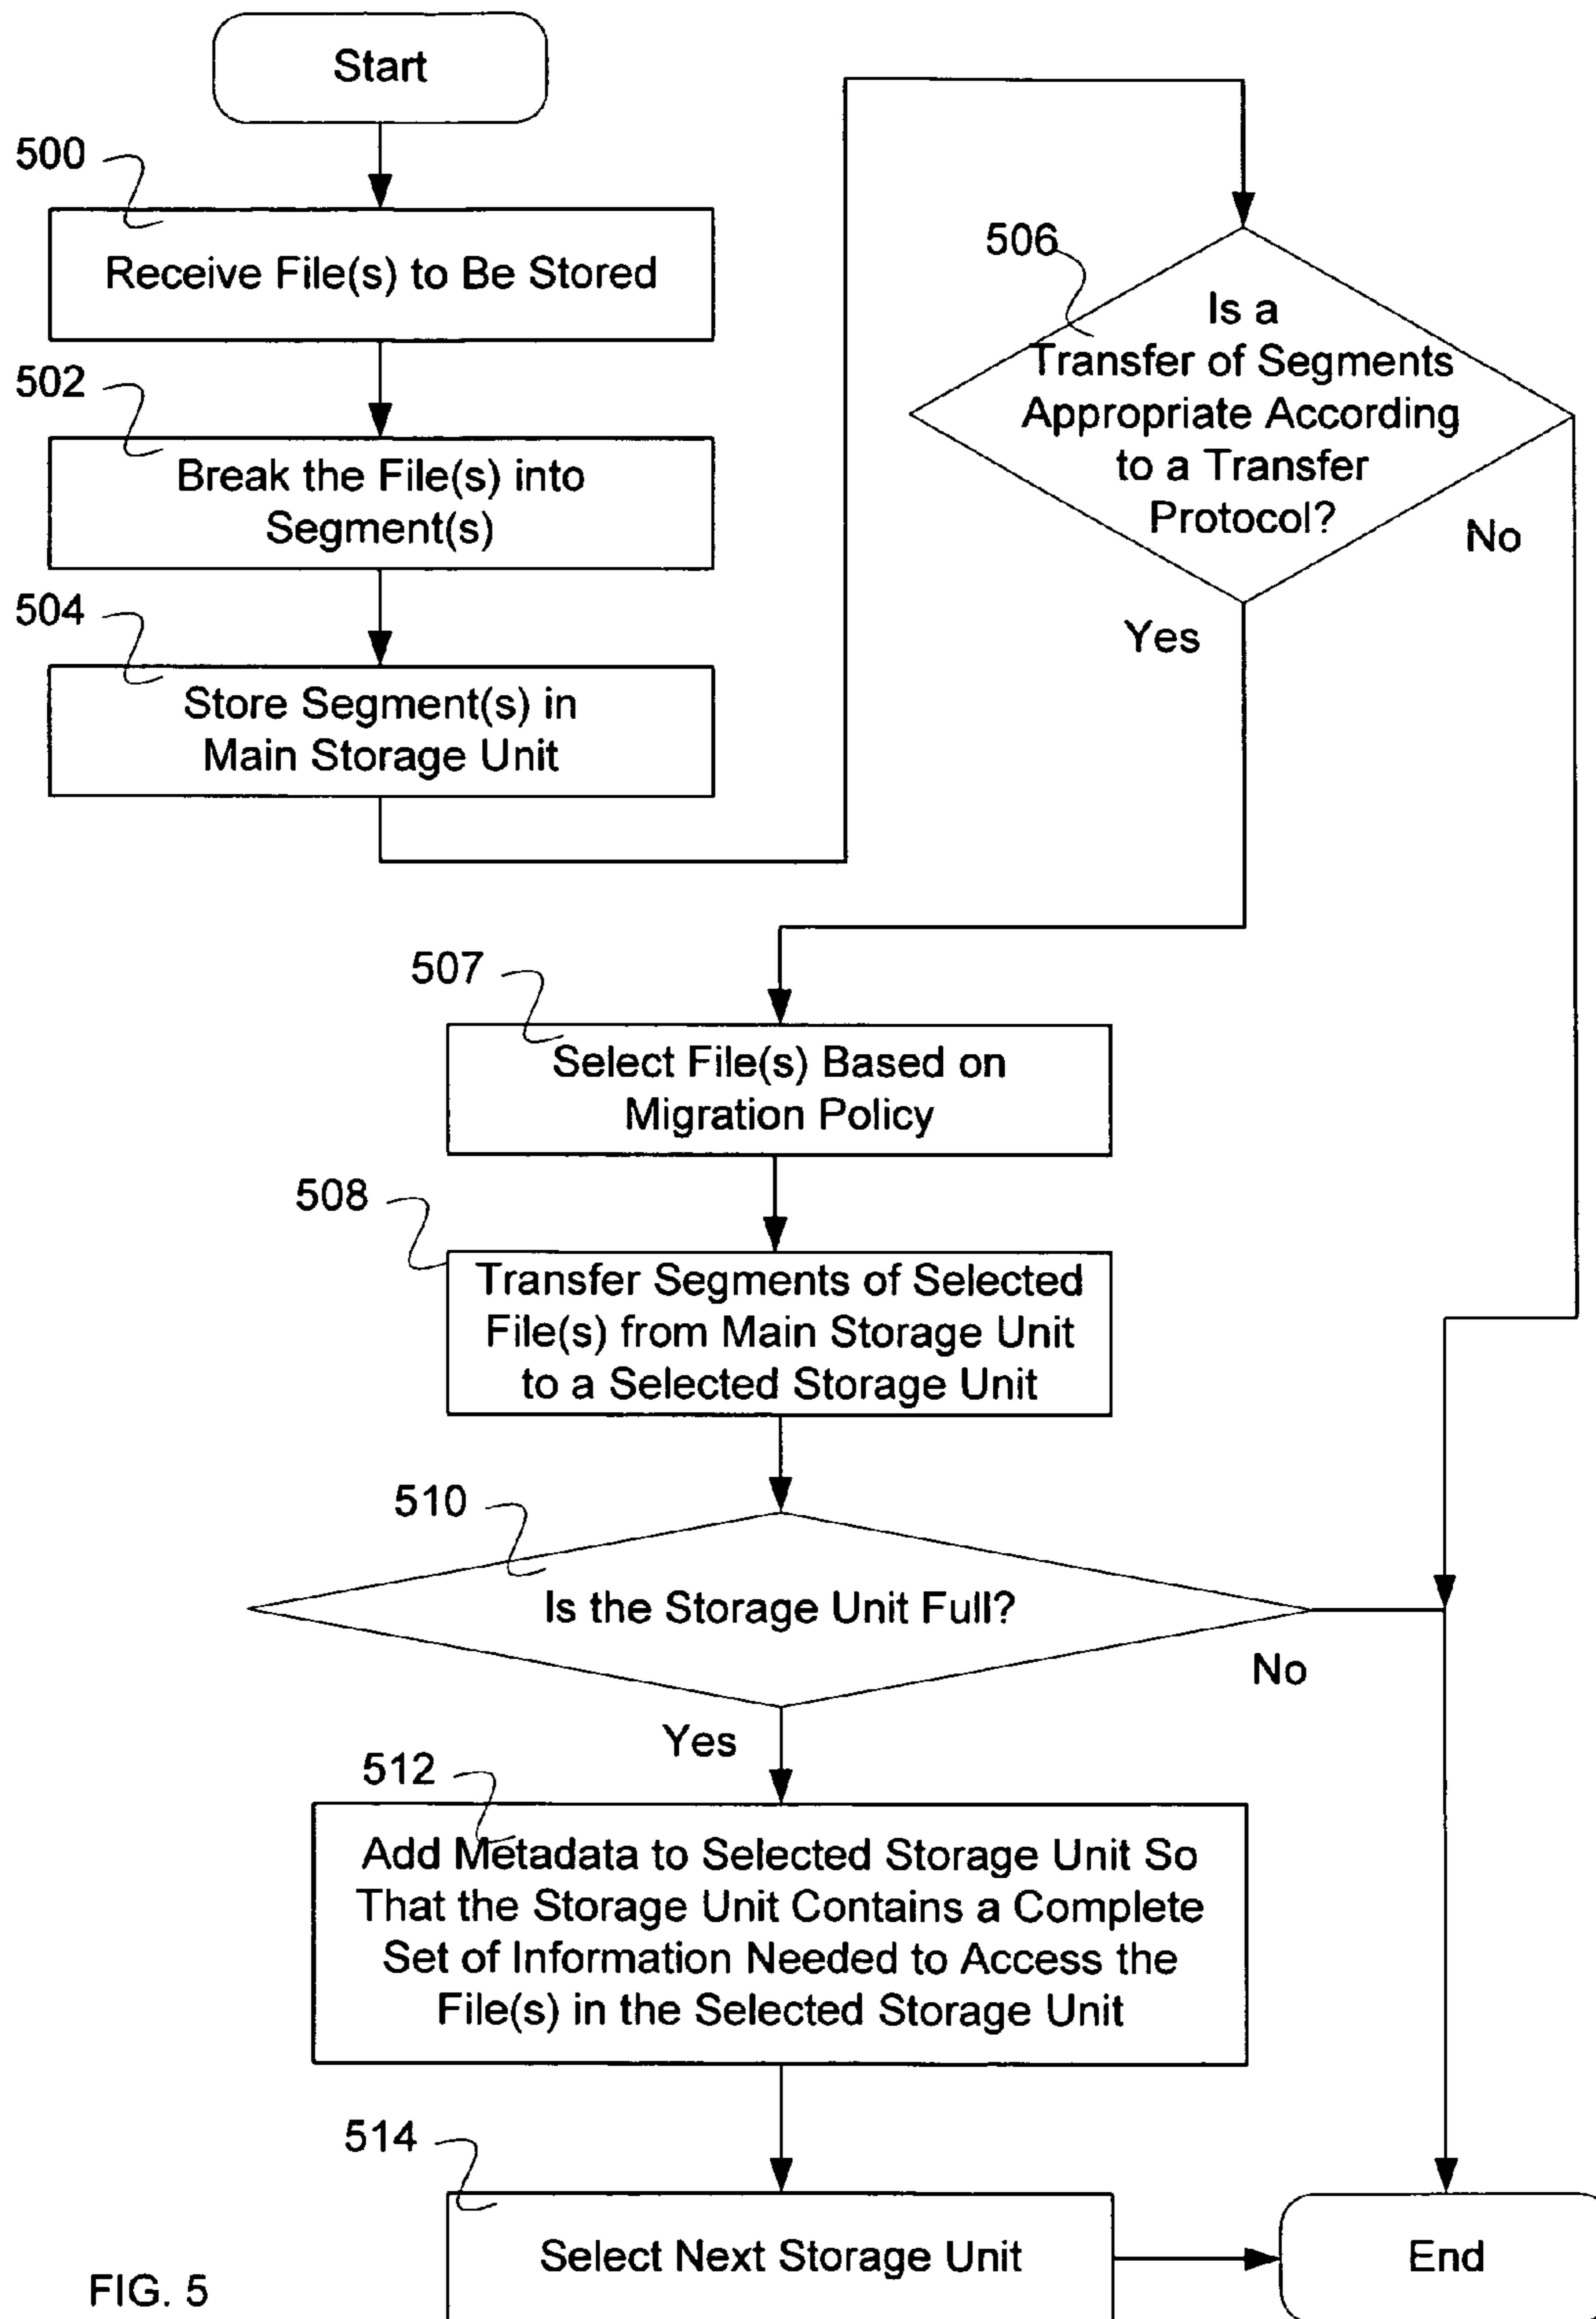 Start
500
Receive File(s) to Be Stored
502
Break the File(s) into
Segment(s)
504
Store Segment(s) in
Main Storage Unit
506
Is a
Transfer of Segments
Appropriate According
to a Transfer
Protocol?
No
Yes
507
Select File(s) Based on
Migration Policy
508
Transfer Segments of Selected
File(s) from Main Storage Unit
to a Selected Storage Unit
510
Is the Storage Unit Full?
No
Yes
512
Add Metadata to Selected Storage Unit So
That the Storage Unit Contains a Complete
Set of Information Needed to Access the
File(s) in the Selected Storage Unit
514
Select Next Storage Unit
End
FIG. 5